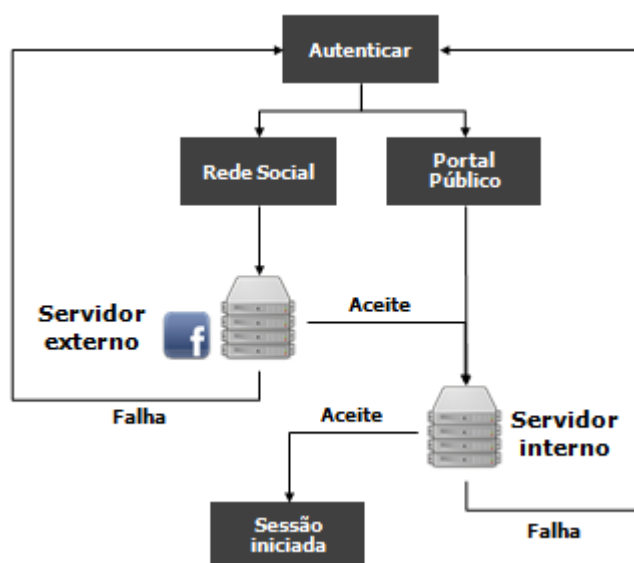 Autenticar
Rede Social
Portal
Público
Servidor
externo
f
Aceite
Falha
Aceite
Servidor
interno
Sessão
iniciada
Falha